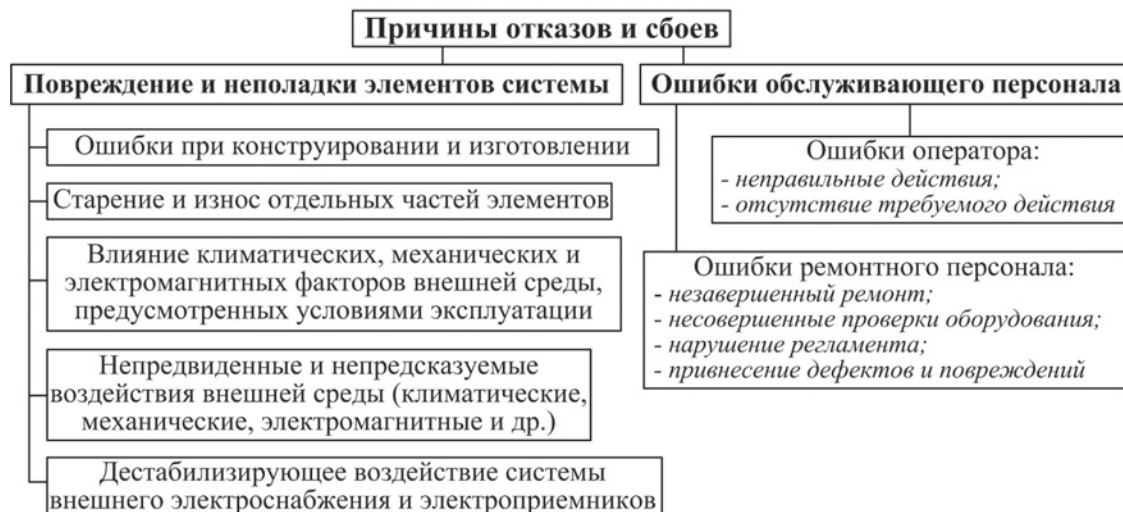 Причины отказов и сбоев
Повреждение и неполадки элементов системы
Ошибки при конструировании и изготовлении
Старение и износ отдельных частей элементов
Влияние климатических, механических и
электромагнитных факторов внешней среды,
предусмотренных условиями эксплуатации
Непредвиденные и непредсказуемые
воздействия внешней среды (климатические,
механические, электромагнитные и др.)
Дестабилизирующее воздействие системы
внешнего электроснабжения и электроприемников
Ошибки обслуживающего персонала
Ошибки оператора:
- неправильные действия;
- отсутствие требуемого действия
Ошибки ремонтного персонала:
- незавершенный ремонт;
- несовершенные проверки оборудования;
- нарушение регламента;
- привнесение дефектов и повреждений